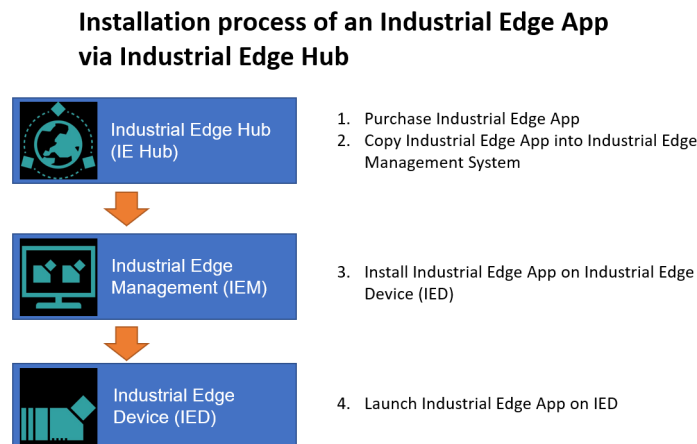 Installation process of an Industrial Edge App
via Industrial Edge Hub
Industrial Edge Hub
(IE Hub)
1. Purchase Industrial Edge App
2. Copy Industrial Edge App into Industrial Edge
Management System
Industrial Edge
Management (IEM)
3. Install Industrial Edge App on Industrial Edge
Device (IED)
Industrial Edge
Device (IED)
4. Launch Industrial Edge App on IED